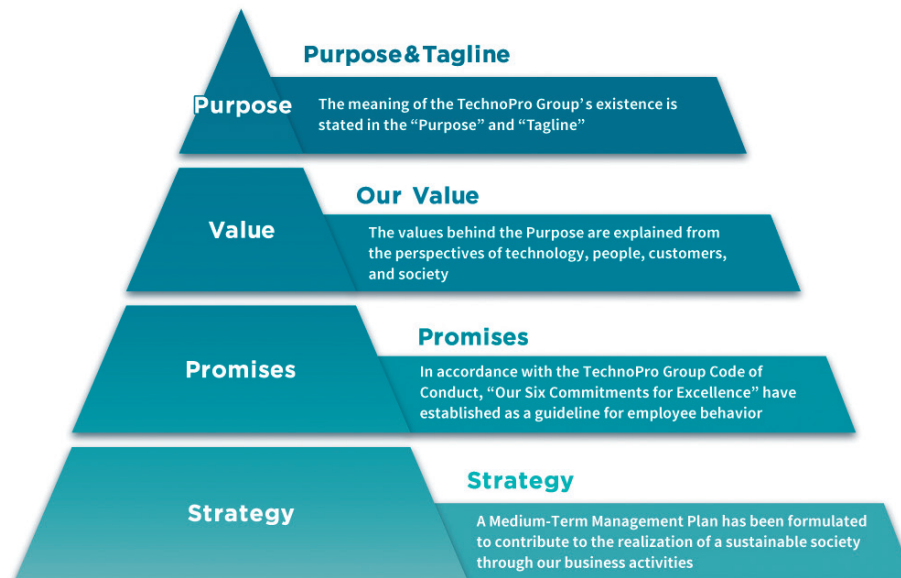 Purpose&Tagline
Purpose
The meaning of the TechnoPro Group's existence is
stated in the “Purpose” and “Tagline”
Our Value
Value
The values behind the Purpose are explained from
the perspectives of technology, people, customers,
and society
Promises
Promises
In accordance with the TechnoPro Group Code of
Conduct, “Our Six Commitments for Excellence” have
established as a guideline for employee behavior
Strategy
Strategy
A Medium-Term Management Plan has been formulated
to contribute to the realization of a sustainable society
through our business activities